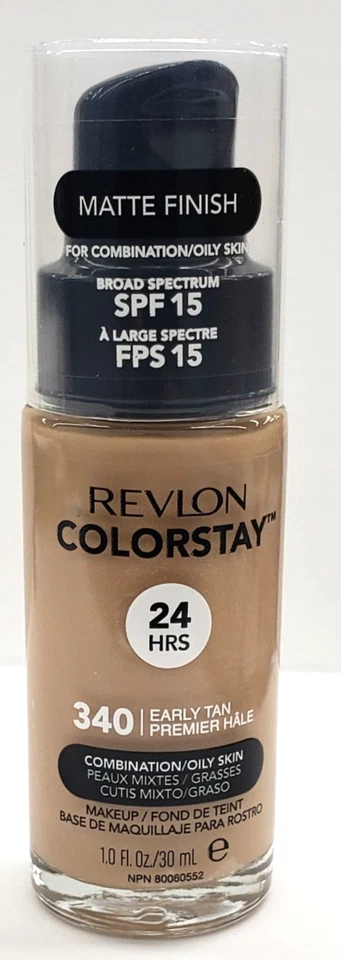 MATTE FINISH
FOR COMBINATION/OILY SKIN
BROAD SPECTRUM
SPF 15
À LARGE SPECTRE
FPS 15
REVLON
COLORSTAY™
24
HRS
340 | EARLY TAN
PREMIER HÂLE
COMBINATION/OILY SKIN
PEAUX MIXTES / GRASSES
CUTIS MIXTO/GRASO
MAKEUP / FOND DE TEINT
BASE DE MAQUILLAJE PARA ROSTRO
1.0 Fl. Oz./30 mL ℮
NPN 80060552